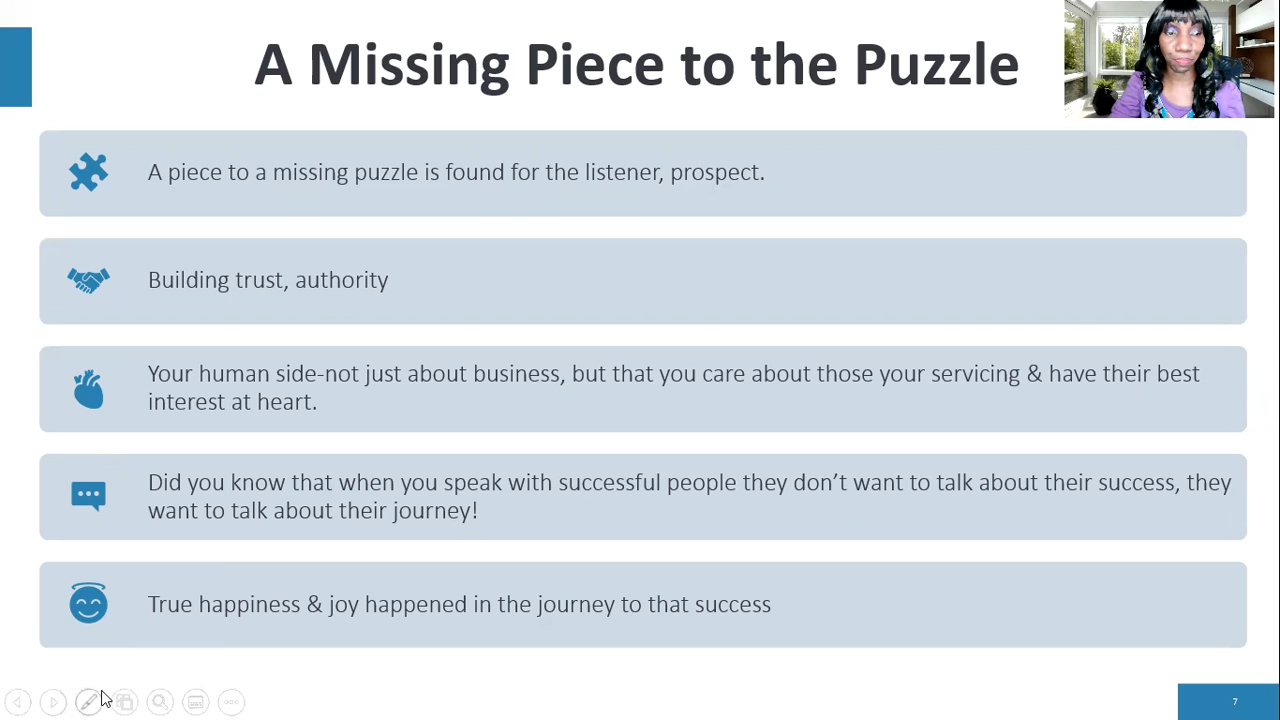 A Missing Piece to the Puzzle
A piece to a missing puzzle is found for the listener, prospect.
Building trust, authority
Your human side-not just about business, but that you care about those your servicing & have their best
interest at heart.
Did you know that when you speak with successful people they don’t want to talk about their success, they
want to talk about their journey!
True happiness & joy happened in the journey to that success
7